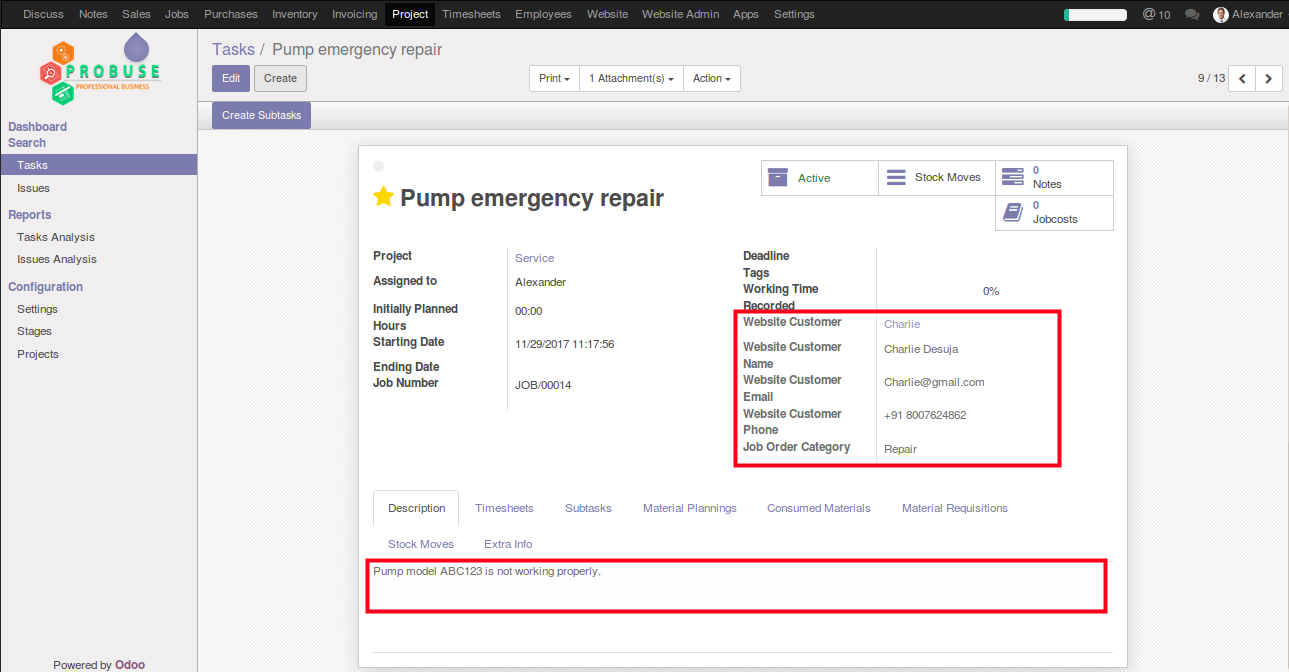 Discuss Notes Sales Jobs Purchases Inventory Invoicing Project Timesheets Employees Website Website Admin Apps Settings @ 10 Alexander
PROBUSE
PROFESSIONAL BUSINESS
Tasks / Pump emergency repair
Edit Create Print 1 Attachment(s) Action 9 / 13
Create Subtasks
Dashboard
Search
Tasks
Issues
Reports
Tasks Analysis
Issues Analysis
Configuration
Settings
Stages
Projects
Powered by Odoo
Active Stock Moves 0 Notes
0 Jobcosts
Pump emergency repair
Project Service
Assigned to Alexander
Initially Planned Hours 00:00
Starting Date 11/29/2017 11:17:56
Ending Date
Job Number JOB/00014
Deadline
Tags
Working Time Recorded 0%
Website Customer Charlie
Website Customer Name Charlie Desuja
Website Customer Email Charlie@gmail.com
Website Customer Phone +91 8007624862
Job Order Category Repair
Description Timesheets Subtasks Material Plannings Consumed Materials Material Requisitions
Stock Moves Extra Info
Pump model ABC123 is not working properly.